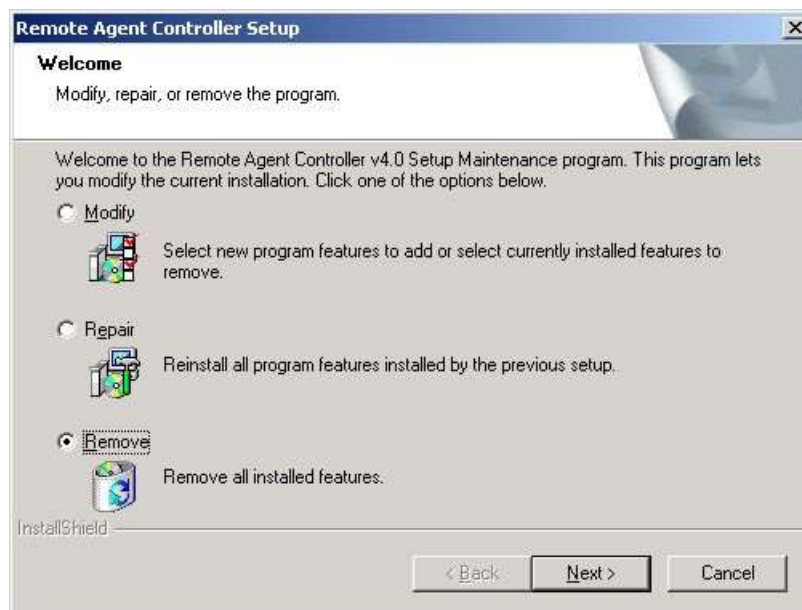 Remote Agent Controller Setup
Welcome
Modify, repair, or remove the program.
Welcome to the Remote Agent Controller v4.0 Setup Maintenance program. This program lets
you modify the current installation. Click one of the options below.
Modify
Select new program features to add or select currently installed features to
remove.
Repair
Reinstall all program features installed by the previous setup.
Remove
Remove all installed features.
InstallShield
< Back Next > Cancel